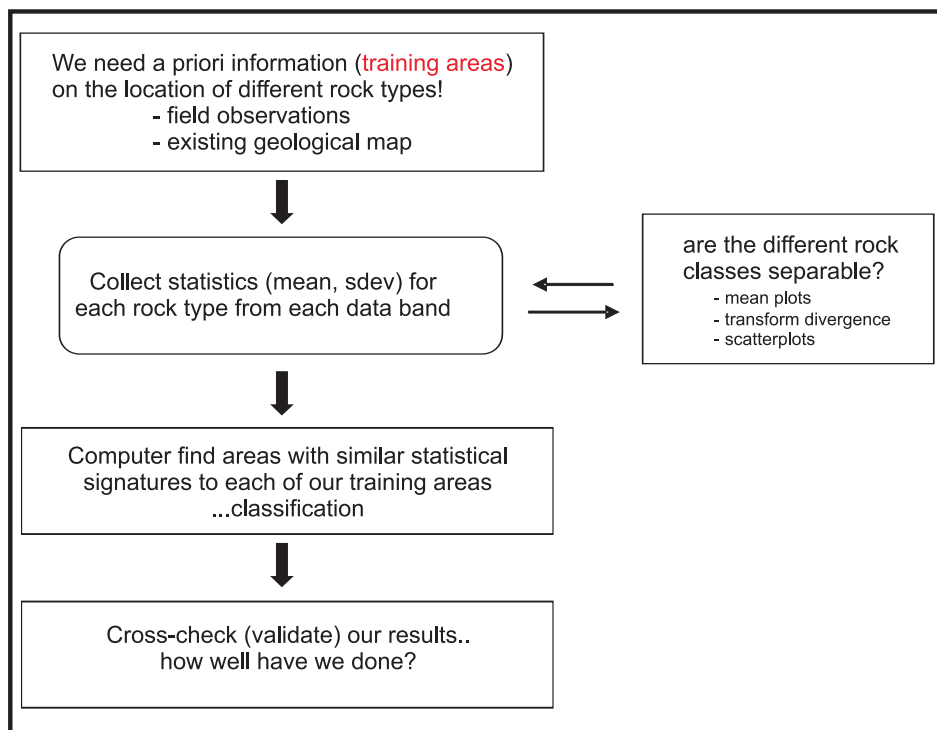 We need a priori information (training areas)
on the location of different rock types!
- field observations
- existing geological map
Collect statistics (mean, sdev) for
each rock type from each data band
are the different rock
classes separable?
- mean plots
- transform divergence
- scatterplots
Computer find areas with similar statistical
signatures to each of our training areas
...classification
Cross-check (validate) our results..
how well have we done?